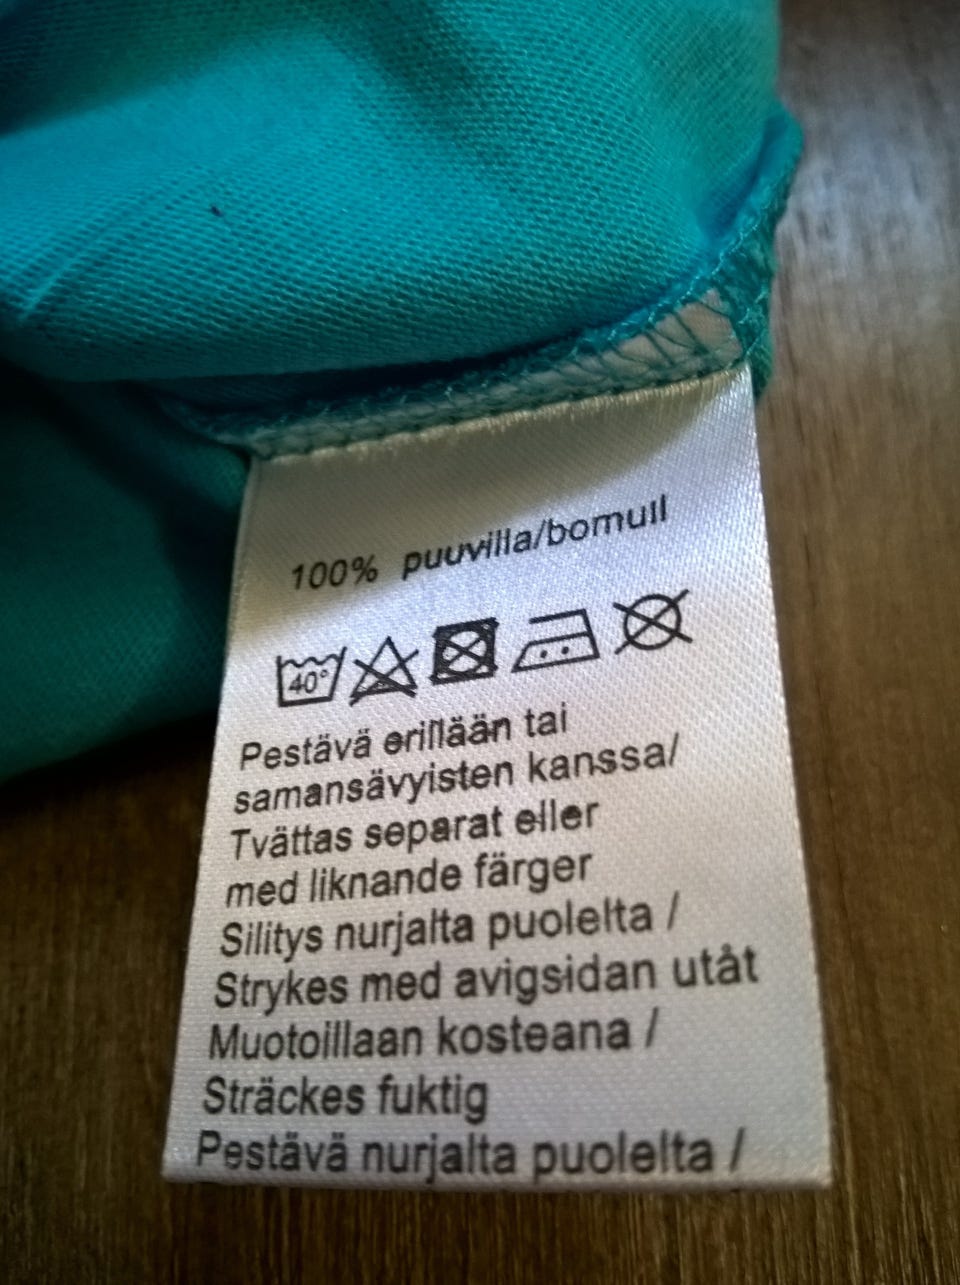 100% puuvilla/bomull
40°
Pestävä erillään tai
samansävyisten kanssa/
Tvättas separat eller
med liknande färger
Silitys nurjalta puolelta /
Strykes med avigsidan utåt
Muotoillaan kosteana /
Sträckes fuktig
Pestävä nurjalta puolelta /